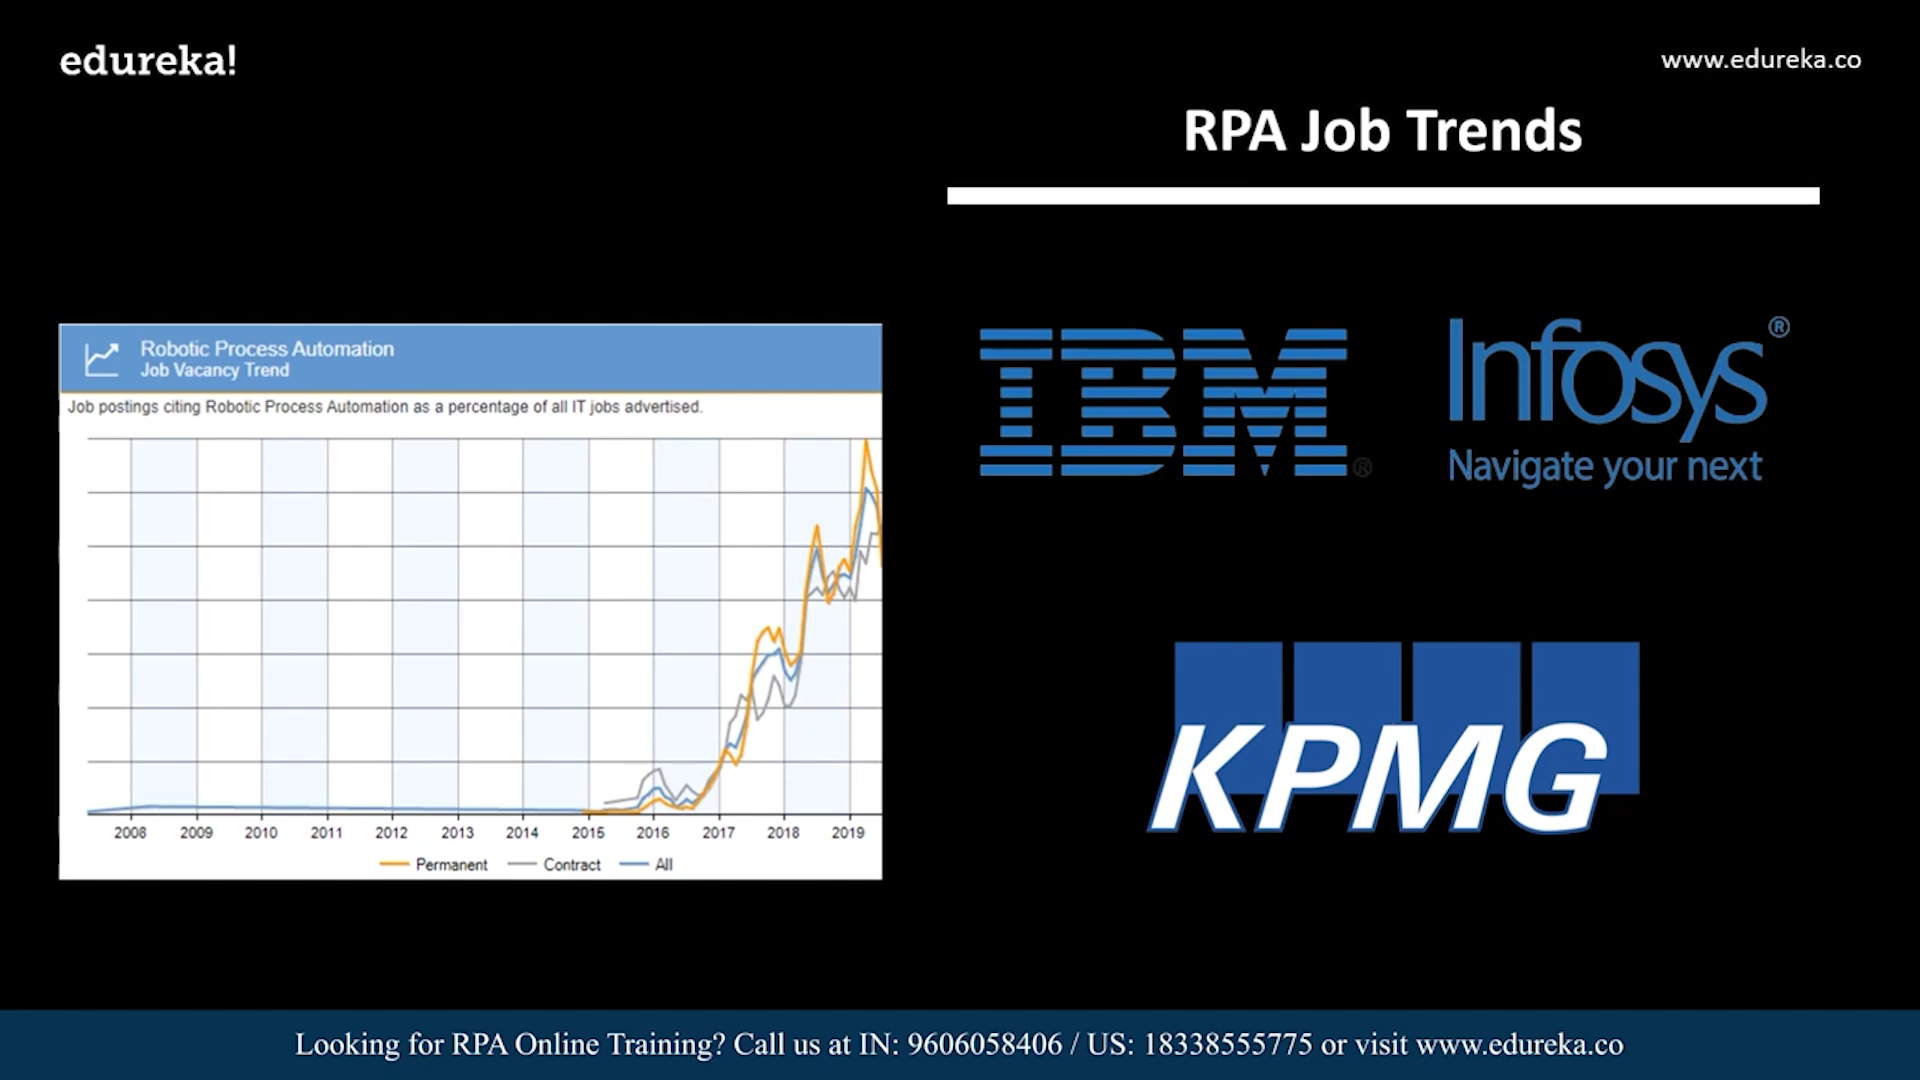 edureka!
www.edureka.co
RPA Job Trends
Robotic Process Automation
Job Vacancy Trend
Job postings citing Robotic Process Automation as a percentage of all IT jobs advertised.
2008 2009 2010 2011 2012 2013 2014 2015 2016 2017 2018 2019
Permanent Contract All
IBM®
Infosys®
Navigate your next
KPMG
Looking for RPA Online Training? Call us at IN: 9606058406 / US: 18338555775 or visit www.edureka.co